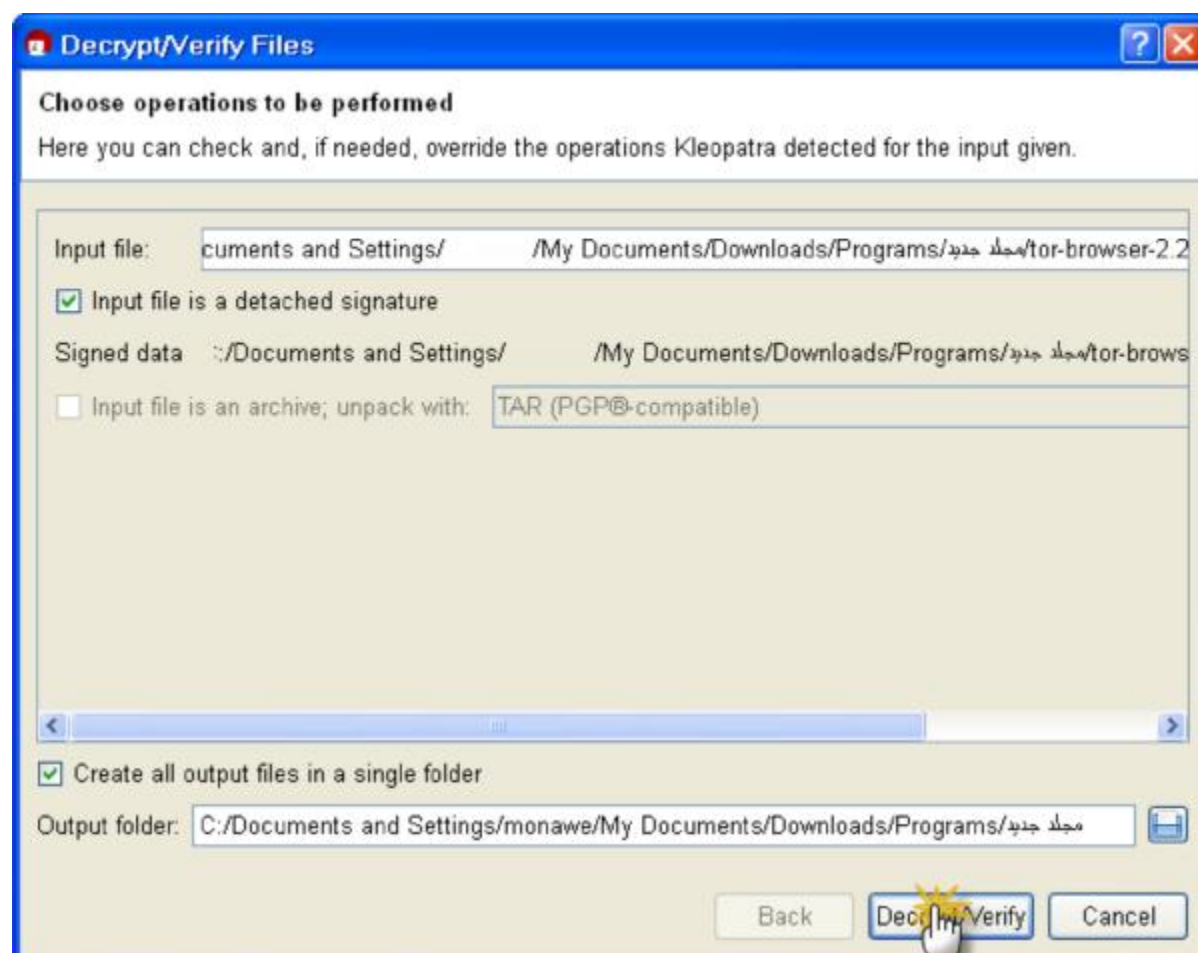 Decrypt/Verify Files
Choose operations to be performed
Here you can check and, if needed, override the operations Kleopatra detected for the input given.
Input file: cuments and Settings/ /My Documents/Downloads/Programs/مجلد جديد/tor-browser-2.2
Input file is a detached signature
Signed data :/Documents and Settings/ /My Documents/Downloads/Programs/مجلد جديد/tor-brows
Input file is an archive; unpack with: TAR (PGP®-compatible)
Create all output files in a single folder
Output folder: C:/Documents and Settings/monawe/My Documents/Downloads/Programs/مجلد جديد
Back Decrypt/Verify Cancel